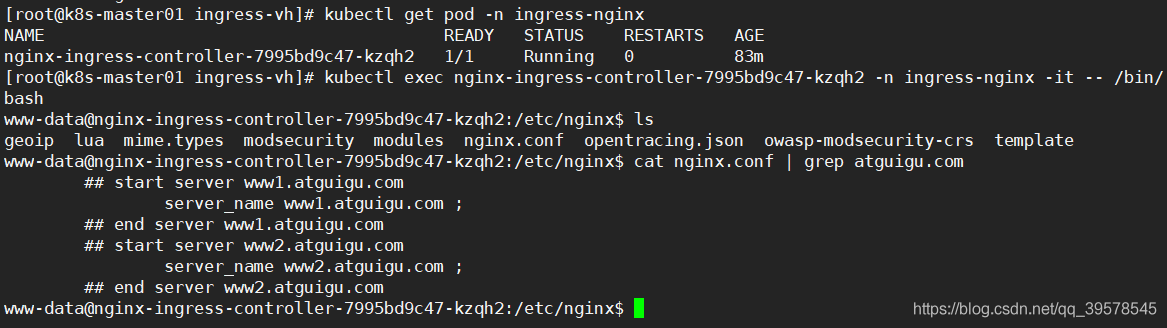 [root@k8s-master01 ingress-vh]# kubectl get pod -n ingress-nginx
NAME                                        READY   STATUS    RESTARTS   AGE
nginx-ingress-controller-7995bd9c47-kzqh2   1/1     Running   0          83m
[root@k8s-master01 ingress-vh]# kubectl exec nginx-ingress-controller-7995bd9c47-kzqh2 -n ingress-nginx -it -- /bin/
bash
www-data@nginx-ingress-controller-7995bd9c47-kzqh2:/etc/nginx$ ls
geoip  lua  mime.types  modsecurity  modules  nginx.conf  opentracing.json  owasp-modsecurity-crs  template
www-data@nginx-ingress-controller-7995bd9c47-kzqh2:/etc/nginx$ cat nginx.conf | grep atguigu.com
        ## start server www1.atguigu.com
                server_name www1.atguigu.com ;
        ## end server www1.atguigu.com
        ## start server www2.atguigu.com
                server_name www2.atguigu.com ;
        ## end server www2.atguigu.com
www-data@nginx-ingress-controller-7995bd9c47-kzqh2:/etc/nginx$
https://blog.csdn.net/qq_39578545